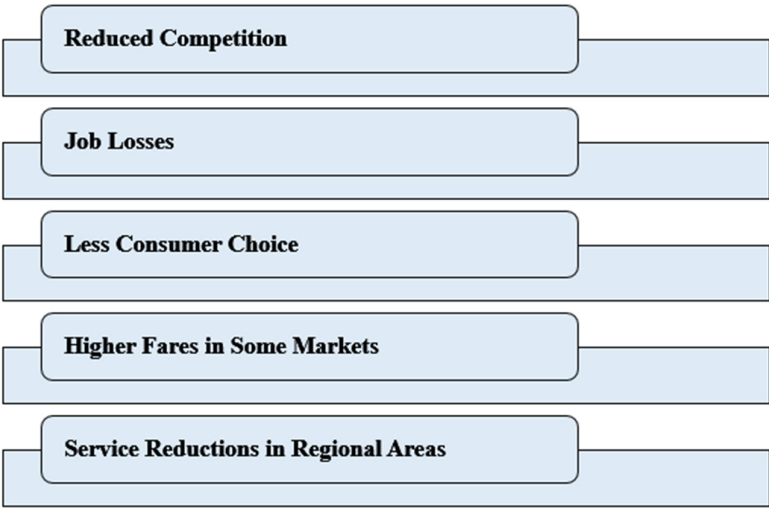 Reduced Competition
Job Losses
Less Consumer Choice
Higher Fares in Some Markets
Service Reductions in Regional Areas